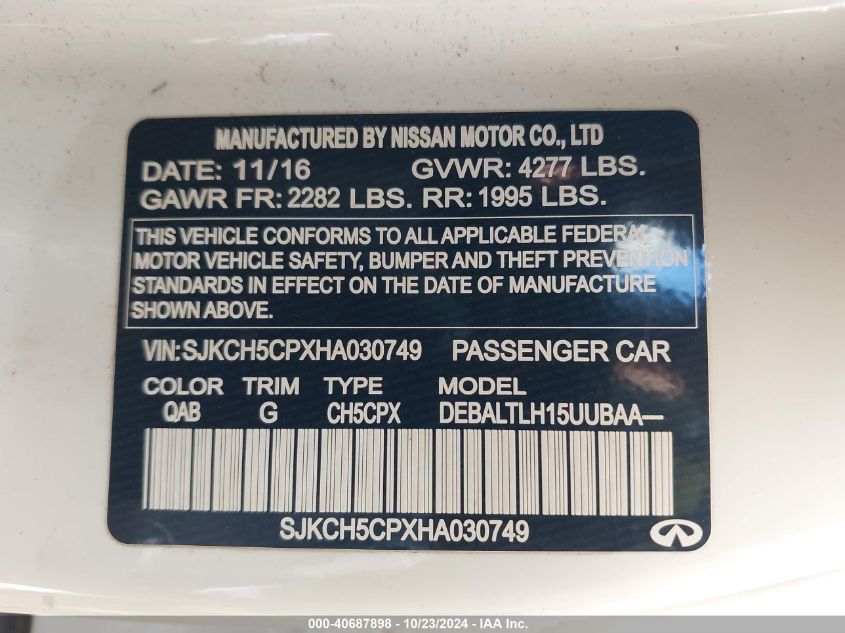 MANUFACTURED BY NISSAN MOTOR CO., LTD
DATE: 11/16 GVWR: 4277 LBS.
GAWR FR: 2282 LBS. RR: 1995 LBS.
THIS VEHICLE CONFORMS TO ALL APPLICABLE FEDERAL
MOTOR VEHICLE SAFETY, BUMPER AND THEFT PREVENTION
STANDARDS IN EFFECT ON THE DATE OF MANUFACTURE
SHOWN ABOVE.
VIN:SJKCH5CPXHA030749 PASSENGER CAR
COLOR TRIM TYPE MODEL
QAB G CH5CPX DEBALTLH15UUBAA—
SJKCH5CPXHA030749
000-40687898 - 10/23/2024 - IAA Inc.